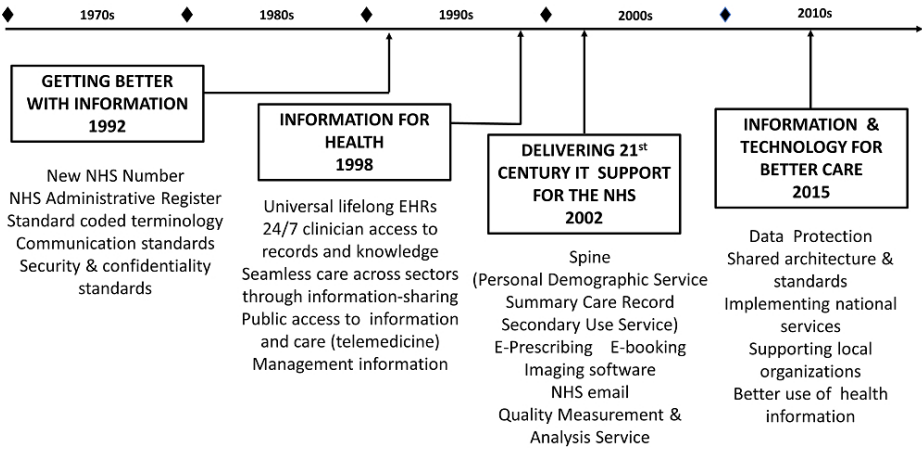 1970s
1980s
1990s
2000s
2010s
GETTING BETTER
WITH INFORMATION
1992
New NHS Number
NHS Administrative Register
Standard coded terminology
Communication standards
Security & confidentiality
standards
INFORMATION FOR
HEALTH
1998
Universal lifelong EHRs
24/7 clinician access to
records and knowledge
Seamless care across sectors
through information-sharing
Public access to information
and care (telemedicine)
Management information
DELIVERING 21st
CENTURY IT SUPPORT
FOR THE NHS
2002
Spine
(Personal Demographic Service
Summary Care Record
Secondary Use Service)
E-Prescribing E-booking
Imaging software
NHS email
Quality Measurement &
Analysis Service
INFORMATION &
TECHNOLOGY FOR
BETTER CARE
2015
Data Protection
Shared architecture &
standards
Implementing national
services
Supporting local
organizations
Better use of health
information